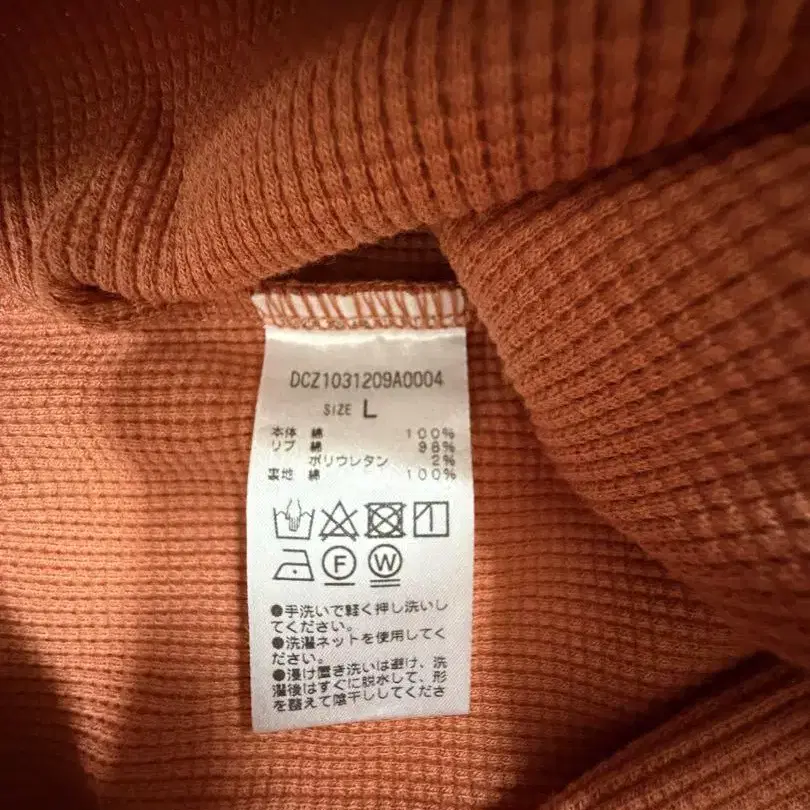 DCZ1031209A0004
SIZE L
本体 綿 100%
リブ 綿 98%
ポリウレタン 2%
裏地 綿 100%
F W
●手洗いで軽く押し洗いし
てください。
●洗濯ネットを使用してく
ださい。
●浸け置き洗いは避け、洗
濯後はすぐに脱水して、形
を整えて陰干ししてくださ